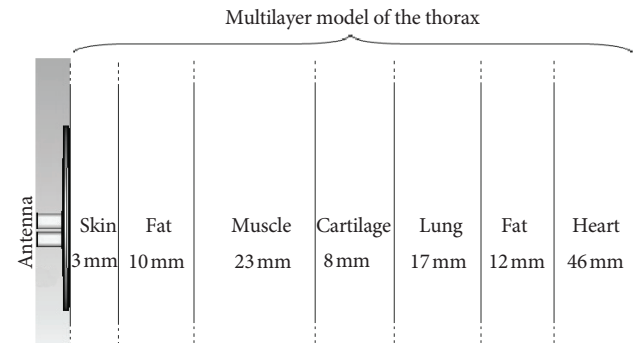 Multilayer model of the thorax
Antenna
Skin Fat Muscle Cartilage Lung Fat Heart
3 mm 10 mm 23 mm 8 mm 17 mm 12 mm 46 mm